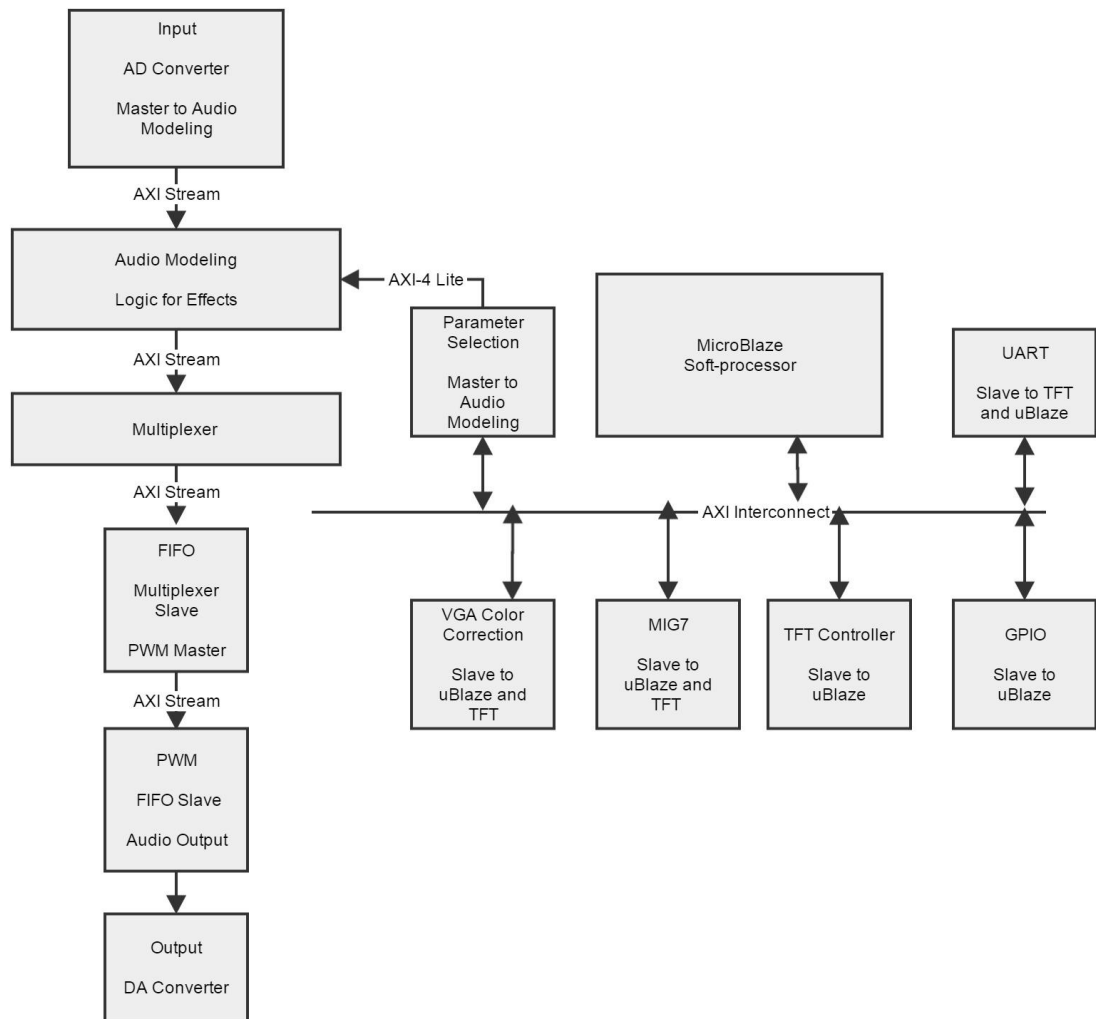 Input
AD Converter
Master to Audio
Modeling
AXI Stream
Audio Modeling
Logic for Effects
AXI-4 Lite
AXI Stream
Multiplexer
AXI Stream
FIFO
Multiplexer
Slave
PWM Master
AXI Stream
PWM
FIFO Slave
Audio Output
Output
DA Converter
Parameter
Selection
Master to
Audio
Modeling
MicroBlaze
Soft-processor
UART
Slave to TFT
and uBlaze
AXI Interconnect
VGA Color
Correction
Slave to
uBlaze and
TFT
MIG7
Slave to
uBlaze and
TFT
TFT Controller
Slave to
uBlaze
GPIO
Slave to
uBlaze